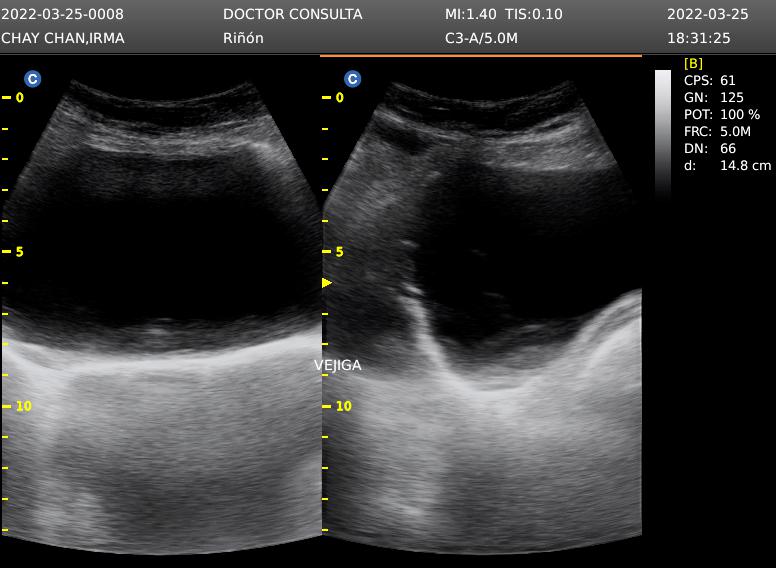 2022-03-25-0008 DOCTOR CONSULTA MI:1.40 TIS:0.10 2022-03-25
CHAY CHAN,IRMA Riñón C3-A/5.0M 18:31:25
C C
[B]
0 0
CPS: 61
GN: 125
POT: 100 %
FRC: 5.0M
DN: 66
d: 14.8 cm
5 5
VEJIGA
10 10